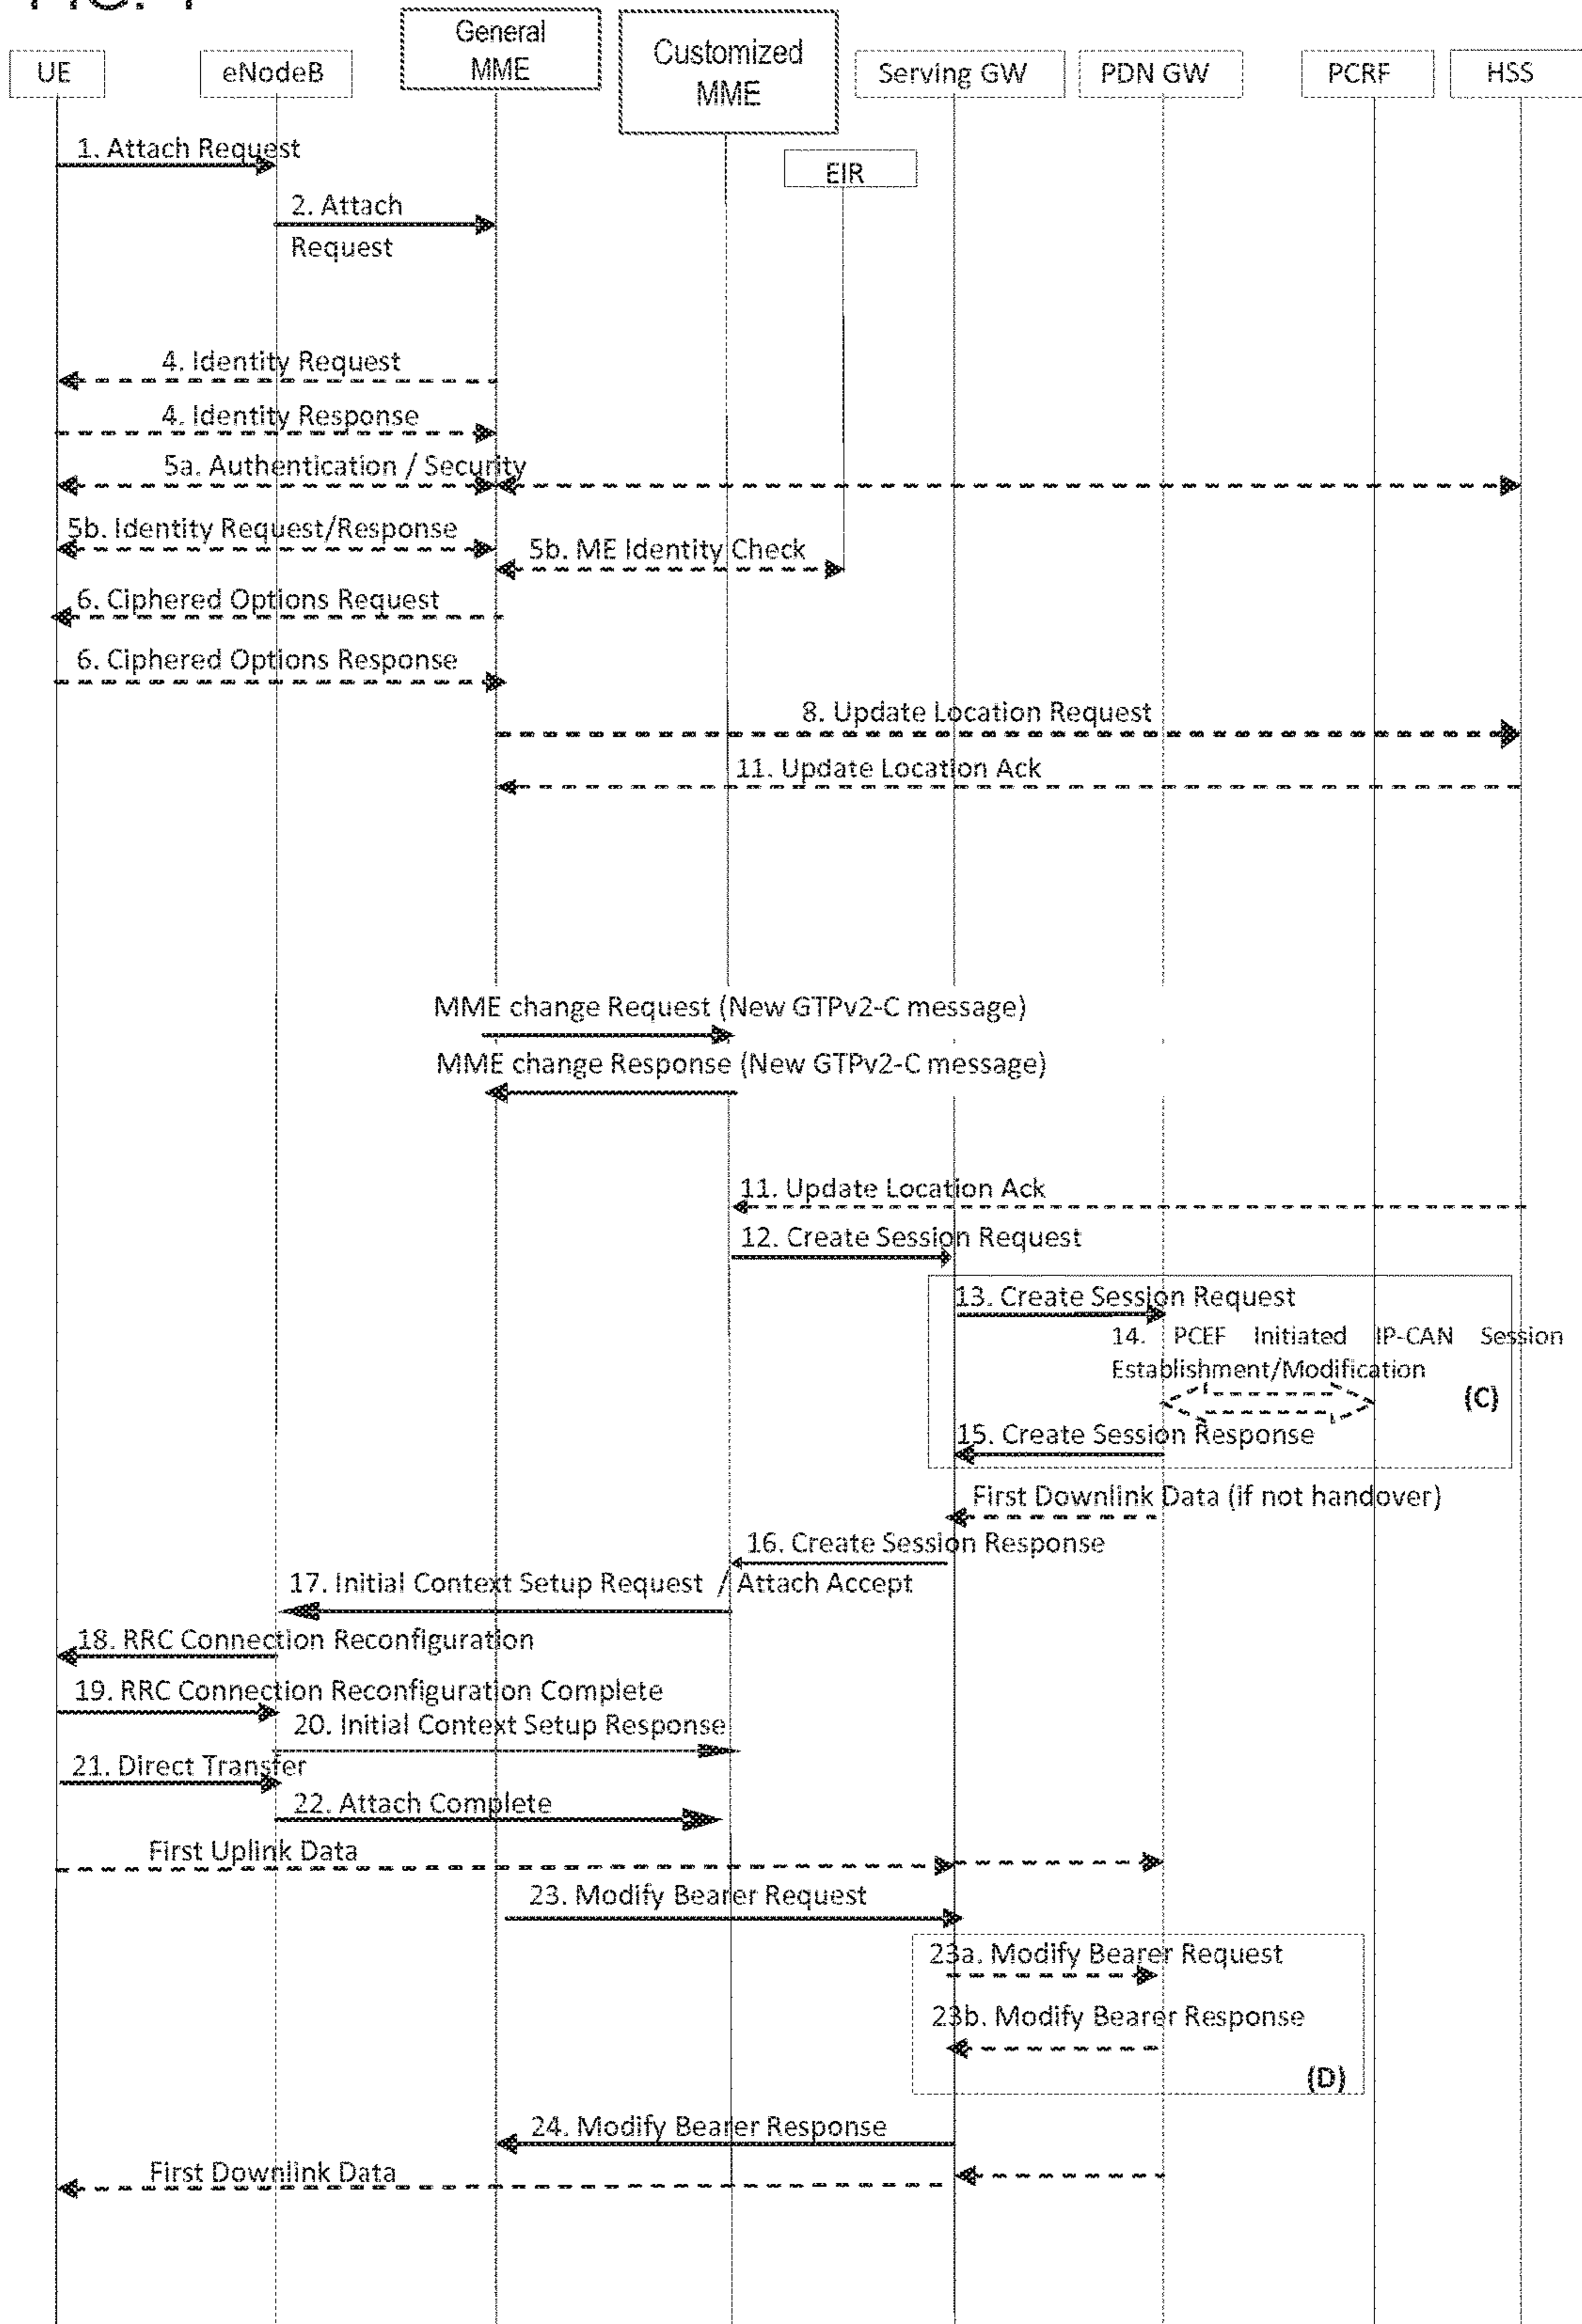 General
MME
Customized
MME
UE
eNodeB
Serving GW
PDN GW
PCRF
HSS
1. Attach Request
EIR
2. Attach
Request
4. Identity Request
4. Identity Response
5a. Authentication / Security
5b. Identity Request/Response
5b. ME Identity Check
6. Ciphered Options Request
6. Ciphered Options Response
8. Update Location Request
11. Update Location Ack
MME change Request (New GTPv2-C message)
MME change Response (New GTPv2-C message)
11. Update Location Ack
12. Create Session Request
13. Create Session Request
14. PCEF Initiated IP-CAN Session
Establishment/Modification
(C)
15. Create Session Response
First Downlink Data (if not handover)
16. Create Session Response
17. Initial Context Setup Request / Attach Accept
18. RRC Connection Reconfiguration
19. RRC Connection Reconfiguration Complete
20. Initial Context Setup Response
21. Direct Transfer
22. Attach Complete
First Uplink Data
23. Modify Bearer Request
23a. Modify Bearer Request
23b. Modify Bearer Response
(D)
24. Modify Bearer Response
First Downlink Data